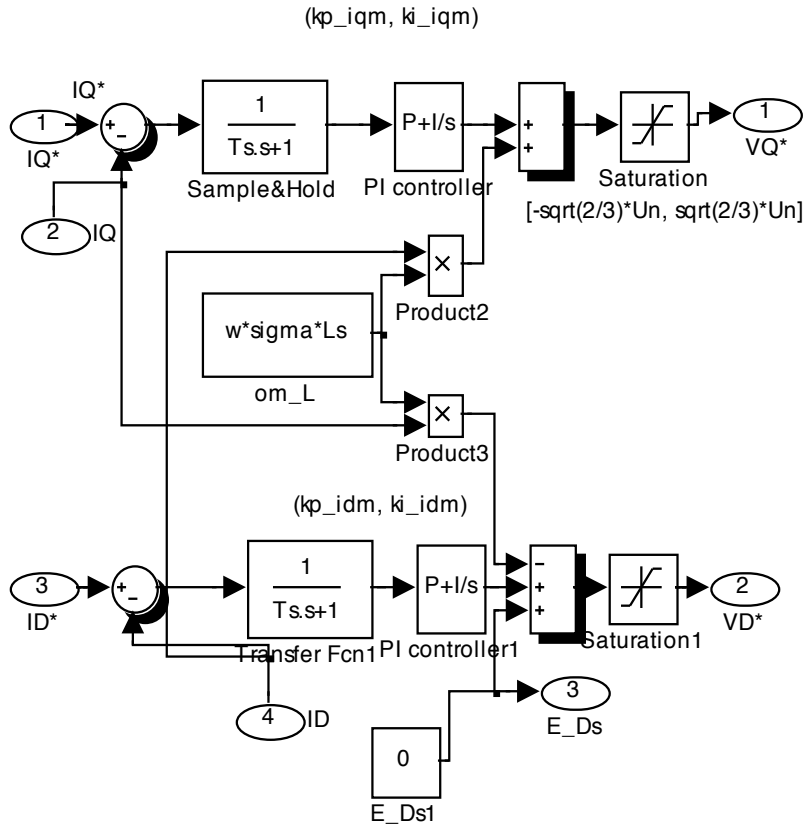 (kp_iqm, ki_iqm)
IQ*
1
IQ*
+
−
1
Ts.s+1
Sample&Hold
P+I/s
PI controller
+
+
Saturation
[-sqrt(2/3)*Un, sqrt(2/3)*Un]
1
VQ*
2
IQ
×
Product2
w*sigma*Ls
om_L
×
Product3
(kp_idm, ki_idm)
3
ID*
+
−
1
Ts.s+1
Transfer Fcn1
P+I/s
PI controller1
−
+
+
Saturation1
2
VD*
4
ID
3
E_Ds
0
E_Ds1